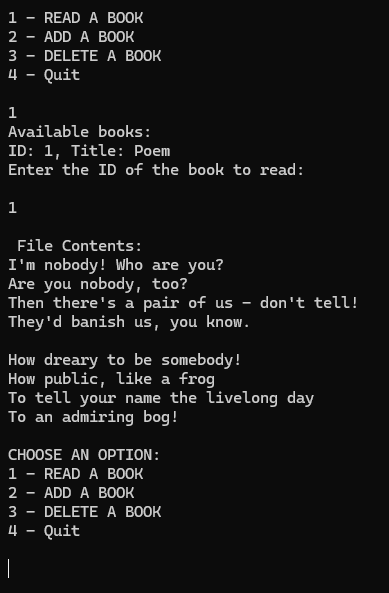 1 - READ A BOOK
2 - ADD A BOOK
3 - DELETE A BOOK
4 - Quit

1
Available books:
ID: 1, Title: Poem
Enter the ID of the book to read:

1

 File Contents:
I'm nobody! Who are you?
Are you nobody, too?
Then there's a pair of us - don't tell!
They'd banish us, you know.

How dreary to be somebody!
How public, like a frog
To tell your name the livelong day
To an admiring bog!

CHOOSE AN OPTION:
1 - READ A BOOK
2 - ADD A BOOK
3 - DELETE A BOOK
4 - Quit